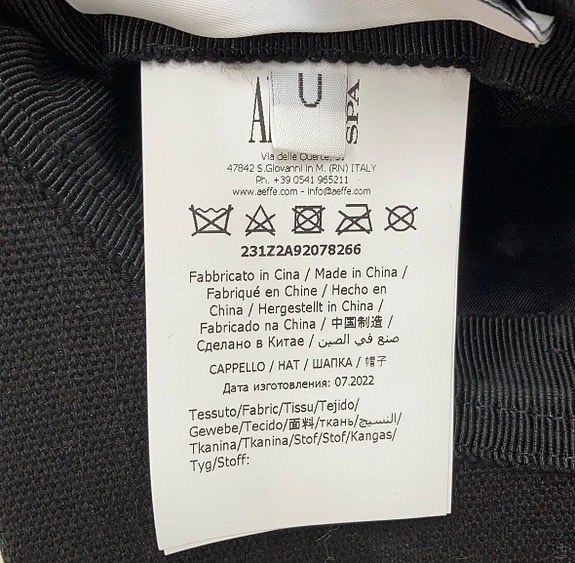 U
SPA
Via delle Querce, 51
47842 S.Giovanni in M. (RN) ITALY
Ph. +39 0541 965211
www.aeffe.com - info@aeffe.com
231Z2A92078266
Fabbricato in Cina / Made in China /
Fabriqué en Chine / Hecho en
China / Hergestellt in China /
Fabricado na China / 中国制造 /
Сделано в Китае / صنع في الصين
CAPPELLO / HAT / ШАПКА / 帽子
Дата изготовления: 07.2022
Tessuto/Fabric/Tissu/Tejido/
Gewebe/Tecido/面料/ткань/النسيج/
Tkanina/Tkanina/Stof/Stof/Kangas/
Tyg/Stoff: